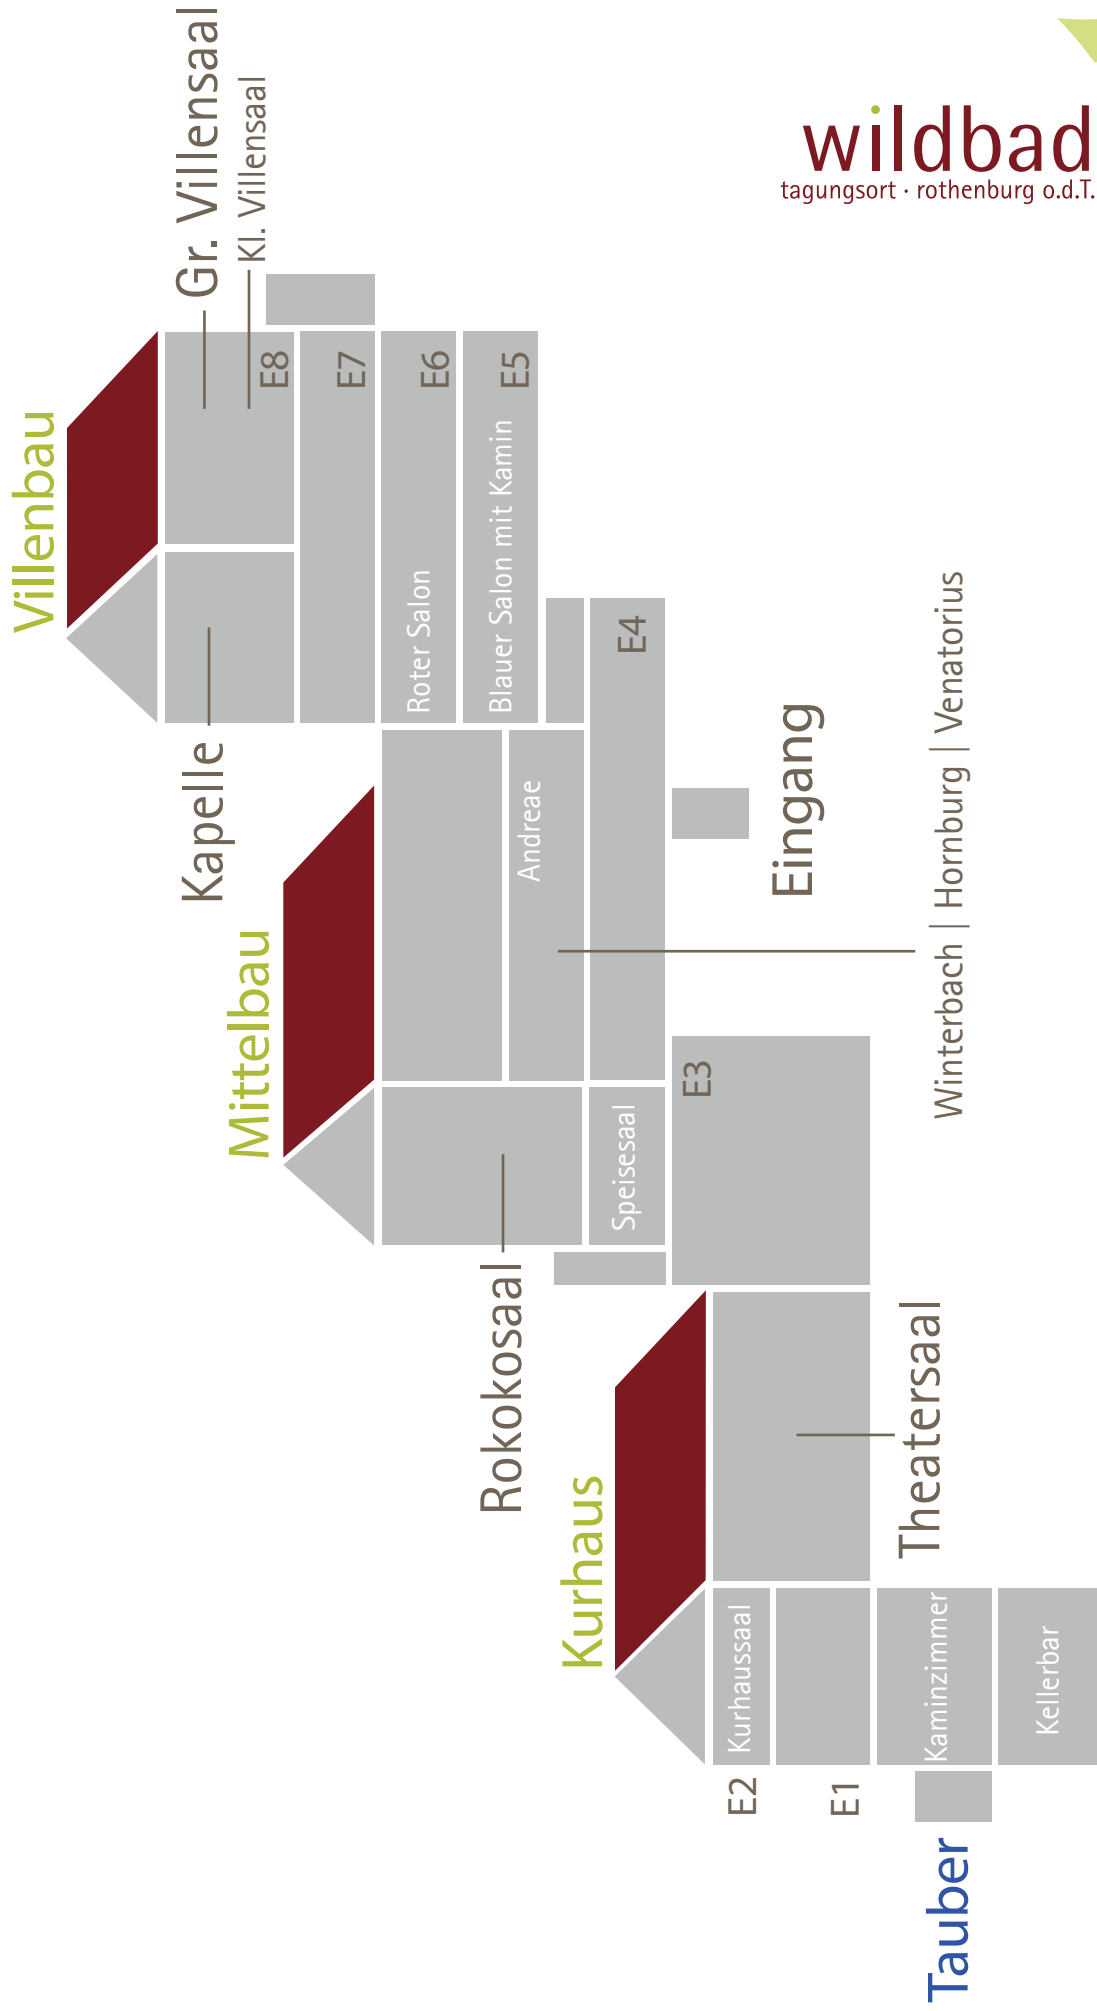 wildbad
tagungsort · rothenburg o.d.T.
Villenbau
Gr. Villensaal
Kl. Villensaal
Kapelle
E8
E7
E6
Roter Salon
E5
Blauer Salon mit Kamin
Mittelbau
Andreae
E4
Rokokosaal
Speisesaal
Eingang
E3
Winterbach | Hornburg | Venatorius
Kurhaus
Theatersaal
Kurhaussaal
E2
E1
Kaminzimmer
Kellerbar
Tauber